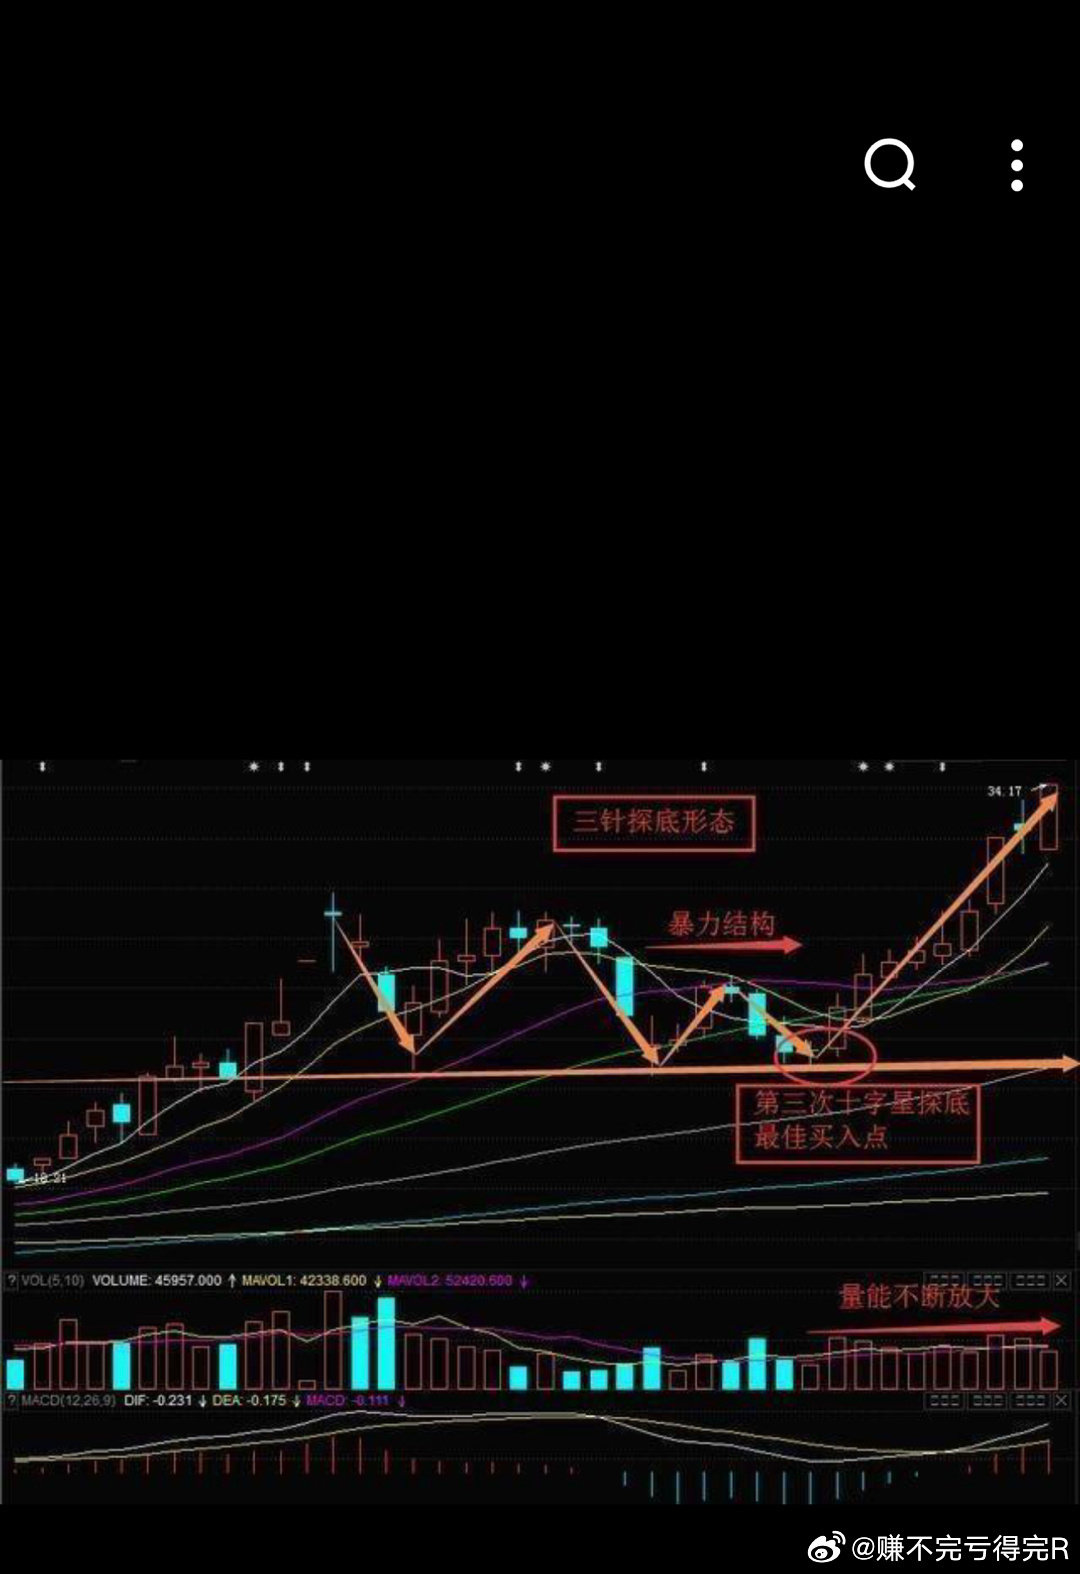 34.17
三针探底形态
暴力结构
第三次十字星探底
最佳买入点
18.21
VOL(5,10) VOLUME: 45957.000 ↑ MAVOL1: 42338.600 ↓ MAVOL2: 52420.600 ↓
量能不断放大
MACD(12,26,9) DIF: -0.231 ↓ DEA: -0.175 ↓ MACD: -0.111 ↓
@赚不完亏得完R